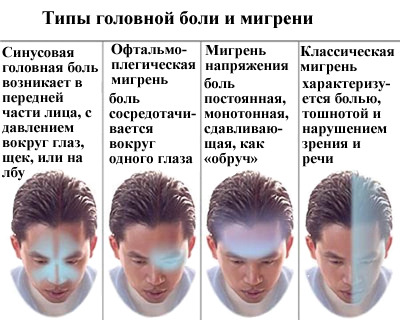 Типы головной боли и мигрени
Синусовая
головная боль
возникает в
передней
части лица, с
давлением
вокруг глаз,
щек, или на
лбу
Офтальмо-
плегическая
мигрень
боль
сосредотачи-
вается
вокруг
одного глаза
Мигрень
напряжения
боль
постоянная,
монотонная,
сдавливаю-
щая, как
«обруч»
Классическая
мигрень
характеризу-
ется болью,
тошнотой и
нарушением
зрения и
речи